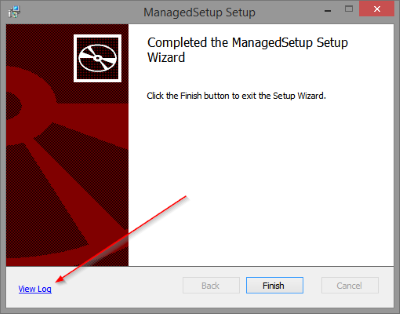 ManagedSetup Setup
Completed the ManagedSetup Setup
Wizard
Click the Finish button to exit the Setup Wizard.
View Log
Back
Finish
Cancel